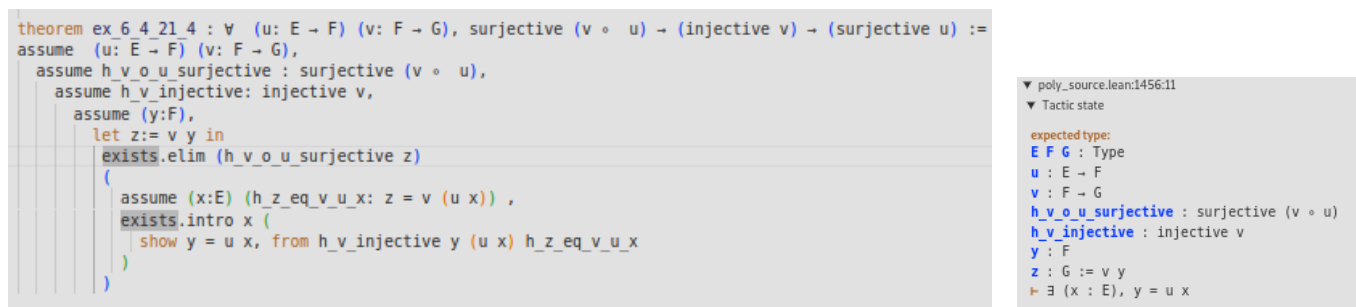 theorem ex_6_4_21_4 : ∀  (u: E → F) (v: F → G), surjective (v ∘  u) → (injective v) → (surjective u) :=
assume  (u: E → F) (v: F → G),
assume h_v_o_u_surjective : surjective (v ∘  u),
assume h_v_injective: injective v,
assume (y:F),
let z:= v y in
exists.elim (h_v_o_u_surjective z)
(
assume (x:E) (h_z_eq_v_u_x: z = v (u x)) ,
exists.intro x (
show y = u x, from h_v_injective y (u x) h_z_eq_v_u_x
)
)
▼ poly_source.lean:1456:11
▼ Tactic state
expected type:
E F G : Type
u : E → F
v : F → G
h_v_o_u_surjective : surjective (v ∘ u)
h_v_injective : injective v
y : F
z : G := v y
⊢ ∃ (x : E), y = u x